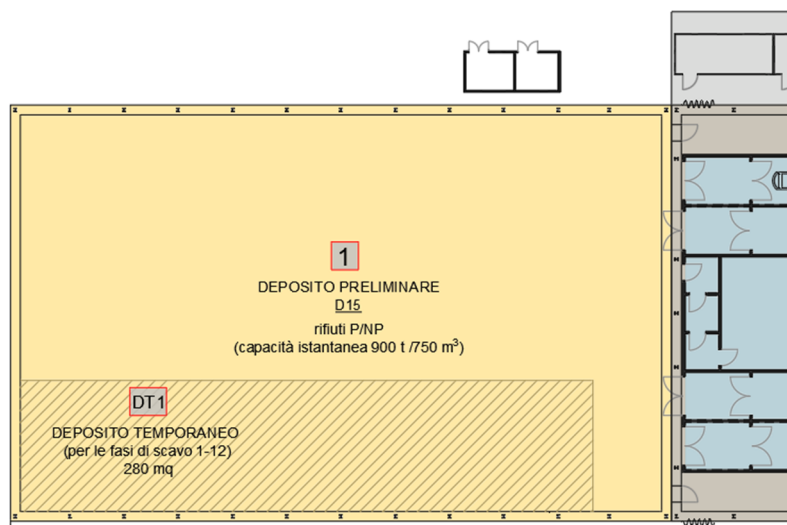 1
DEPOSITO PRELIMINARE
D15
rifiuti P/NP
(capacità istantanea 900 t /750 m³)
DT1
DEPOSITO TEMPORANEO
(per le fasi di scavo 1-12)
280 mq